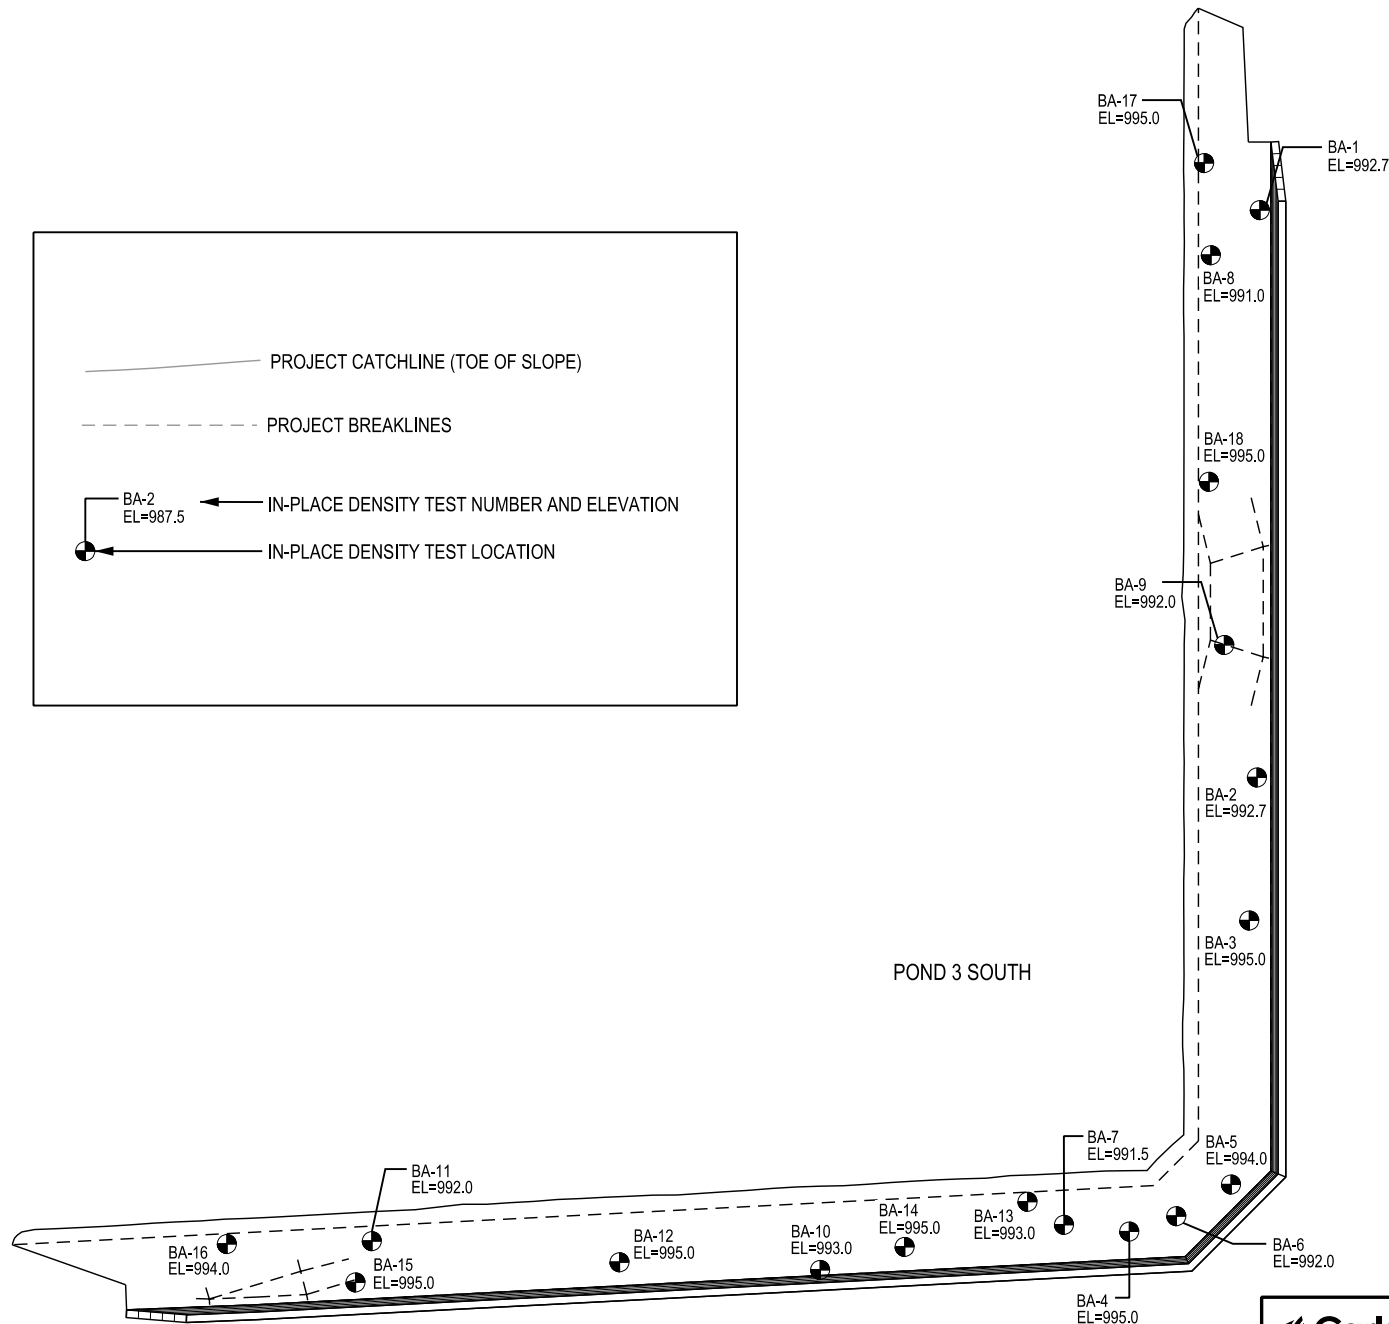 BA-17
EL=995.0
BA-1
EL=992.7
BA-8
EL=991.0
PROJECT CATCHLINE (TOE OF SLOPE)
PROJECT BREAKLINES
BA-2
EL=987.5
IN-PLACE DENSITY TEST NUMBER AND ELEVATION
IN-PLACE DENSITY TEST LOCATION
BA-18
EL=995.0
BA-9
EL=992.0
BA-2
EL=992.7
BA-3
EL=995.0
POND 3 SOUTH
BA-7
EL=991.5
BA-5
EL=994.0
BA-11
EL=992.0
BA-16
EL=994.0
BA-15
EL=995.0
BA-12
EL=995.0
BA-10
EL=993.0
BA-14
EL=995.0
BA-13
EL=993.0
BA-6
EL=992.0
BA-4
EL=995.0